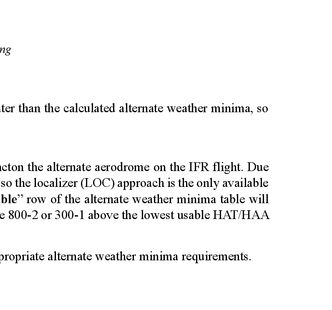 ng
ter than the calculated alternate weather minima, so
cton the alternate aerodrome on the IFR flight. Due
so the localizer (LOC) approach is the only available
ble” row of the alternate weather minima table will
e 800-2 or 300-1 above the lowest usable HAT/HAA
propriate alternate weather minima requirements.